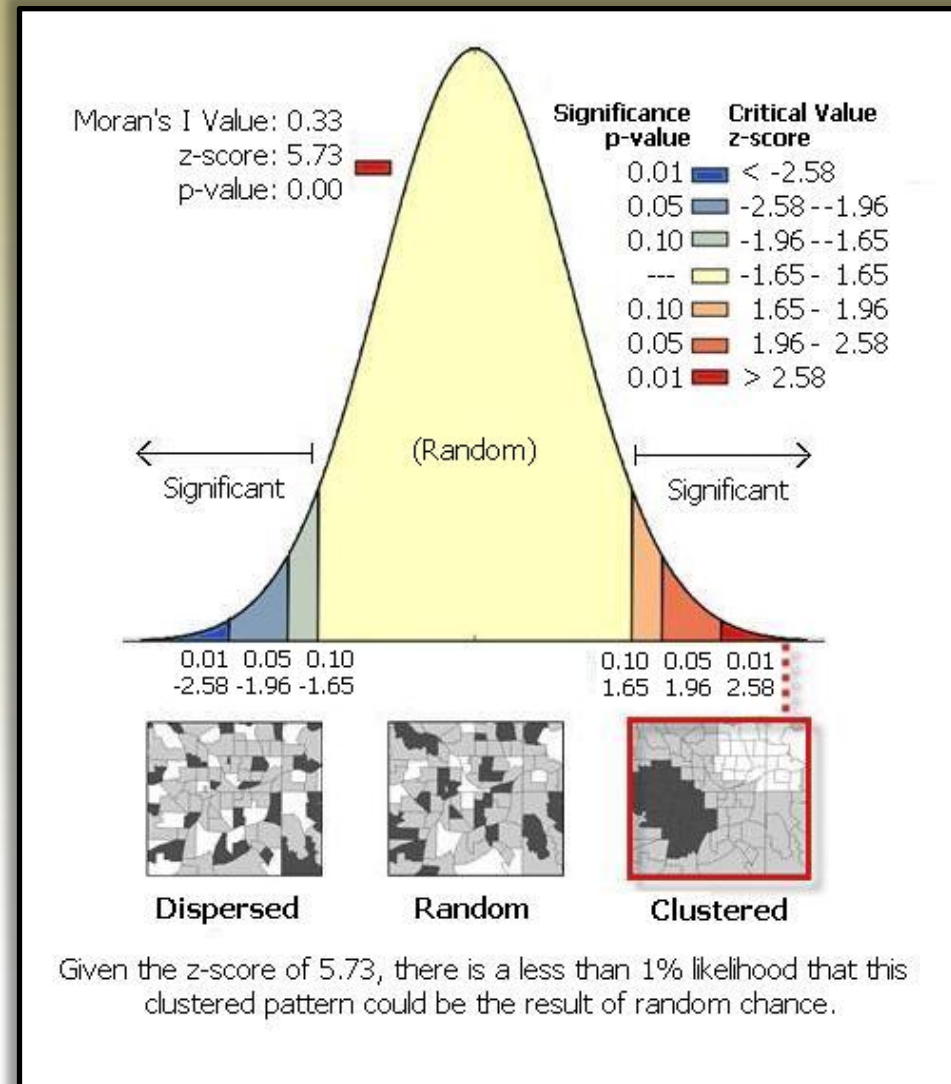 Moran's I Value: 0.33
z-score: 5.73
p-value: 0.00
Significance Critical Value
p-value z-score
0.01 < -2.58
0.05 -2.58--1.96
0.10 -1.96--1.65
--- -1.65- 1.65
0.10 1.65- 1.96
0.05 1.96- 2.58
0.01 > 2.58
(Random)
Significant Significant
0.01 0.05 0.10 0.10 0.05 0.01
-2.58 -1.96 -1.65 1.65 1.96 2.58
Dispersed Random Clustered
Given the z-score of 5.73, there is a less than 1% likelihood that this
clustered pattern could be the result of random chance.